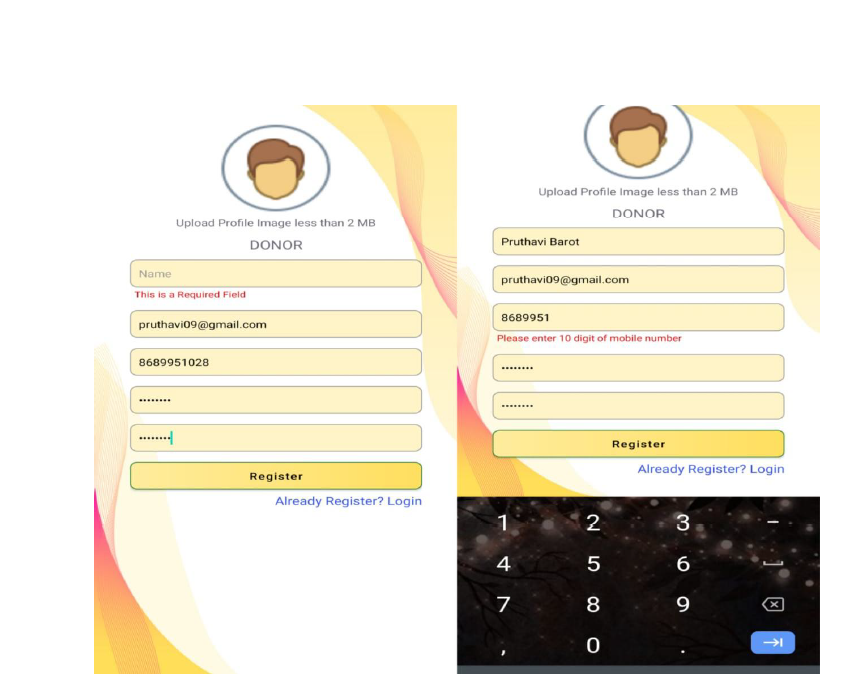 Upload Profile Image less than 2 MB
DONOR
Name
This is a Required Field
pruthavi09@gmail.com
8689951028
••••••••
••••••••
Register
Already Register? Login
Upload Profile Image less than 2 MB
DONOR
Pruthavi Barot
pruthavi09@gmail.com
8689951
Please enter 10 digit of mobile number
••••••••
••••••••
Register
Already Register? Login
1 2 3 -
4 5 6
7 8 9
, 0 .